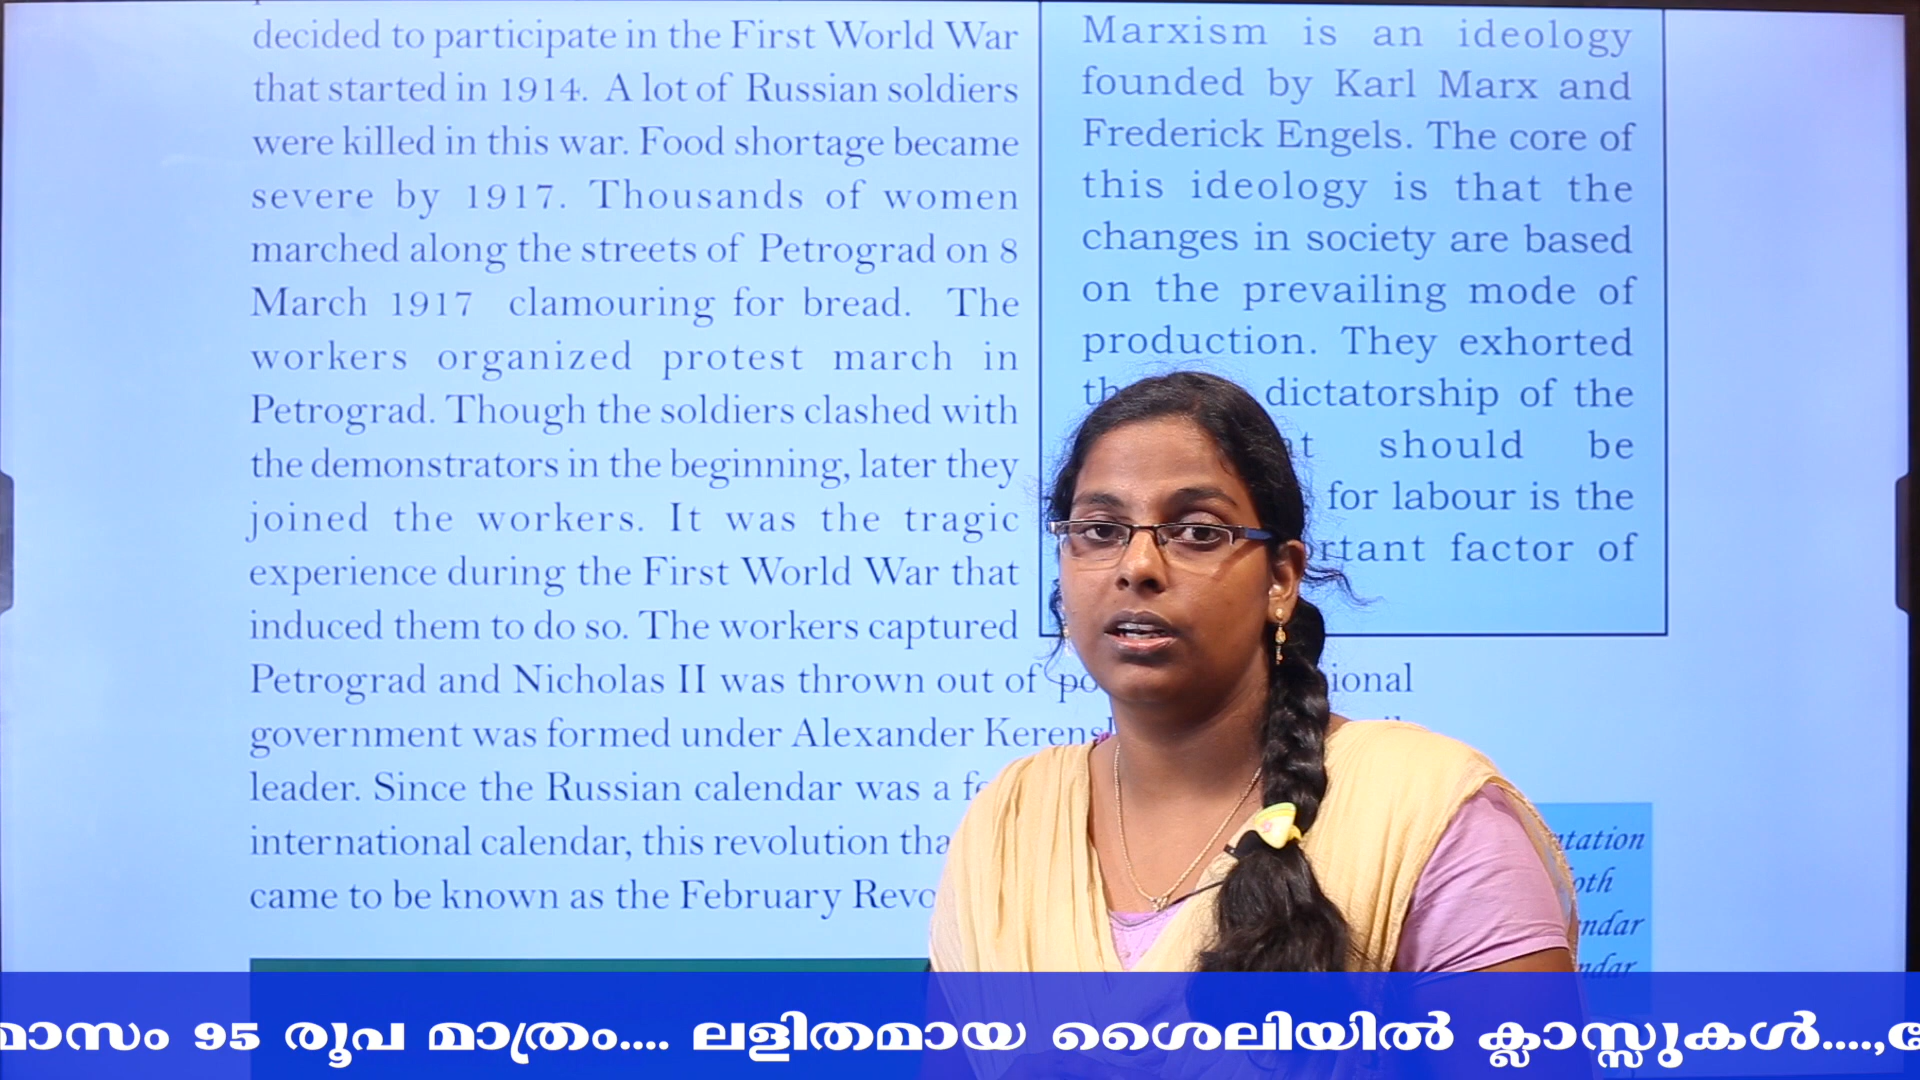 decided to participate in the First World War
that started in 1914. A lot of Russian soldiers
were killed in this war. Food shortage became
severe by 1917. Thousands of women
marched along the streets of Petrograd on 8
March 1917 clamouring for bread. The
workers organized protest march in
Petrograd. Though the soldiers clashed with
the demonstrators in the beginning, later they
joined the workers. It was the tragic
experience during the First World War that
induced them to do so. The workers captured
Petrograd and Nicholas II was thrown out of
government was formed under Alexander
leader. Since the Russian calendar was a
international calendar, this revolution
came to be known as the February
Marxism is an ideology
founded by Karl Marx and
Frederick Engels. The core of
this ideology is that the
changes in society are based
on the prevailing mode of
production. They exhorted
dictatorship of the
should be
for labour is the
factor of
മാസം 95 രൂപ മാത്രം.... ലളിതമായ ശൈലിയിൽ ക്ലാസ്സുകൾ....,